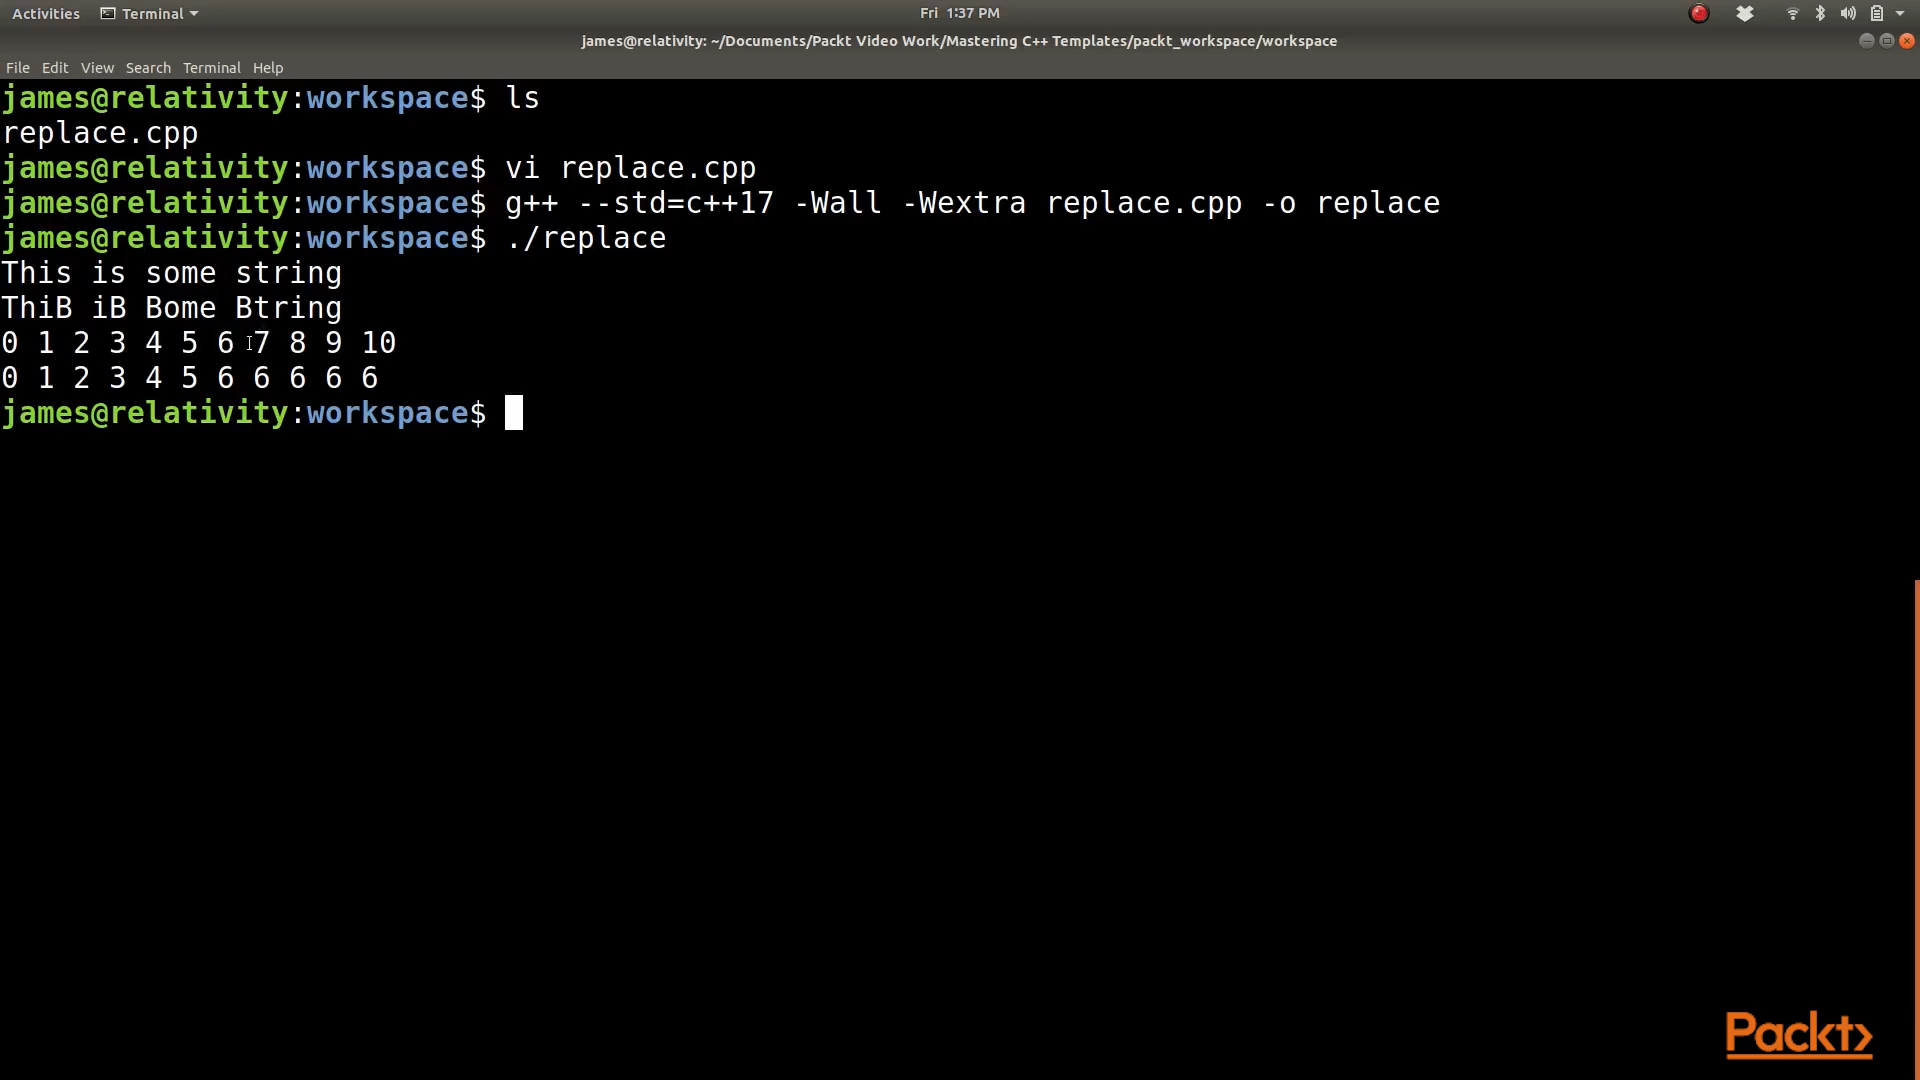 Activities Terminal Fri 1:37 PM
james@relativity: ~/Documents/Packt Video Work/Mastering C++ Templates/packt_workspace/workspace
File Edit View Search Terminal Help
james@relativity:workspace$ ls
replace.cpp
james@relativity:workspace$ vi replace.cpp
james@relativity:workspace$ g++ --std=c++17 -Wall -Wextra replace.cpp -o replace
james@relativity:workspace$ ./replace
This is some string
ThiB iB Bome Btring
0 1 2 3 4 5 6 7 8 9 10
0 1 2 3 4 5 6 6 6 6 6
james@relativity:workspace$
Packt>